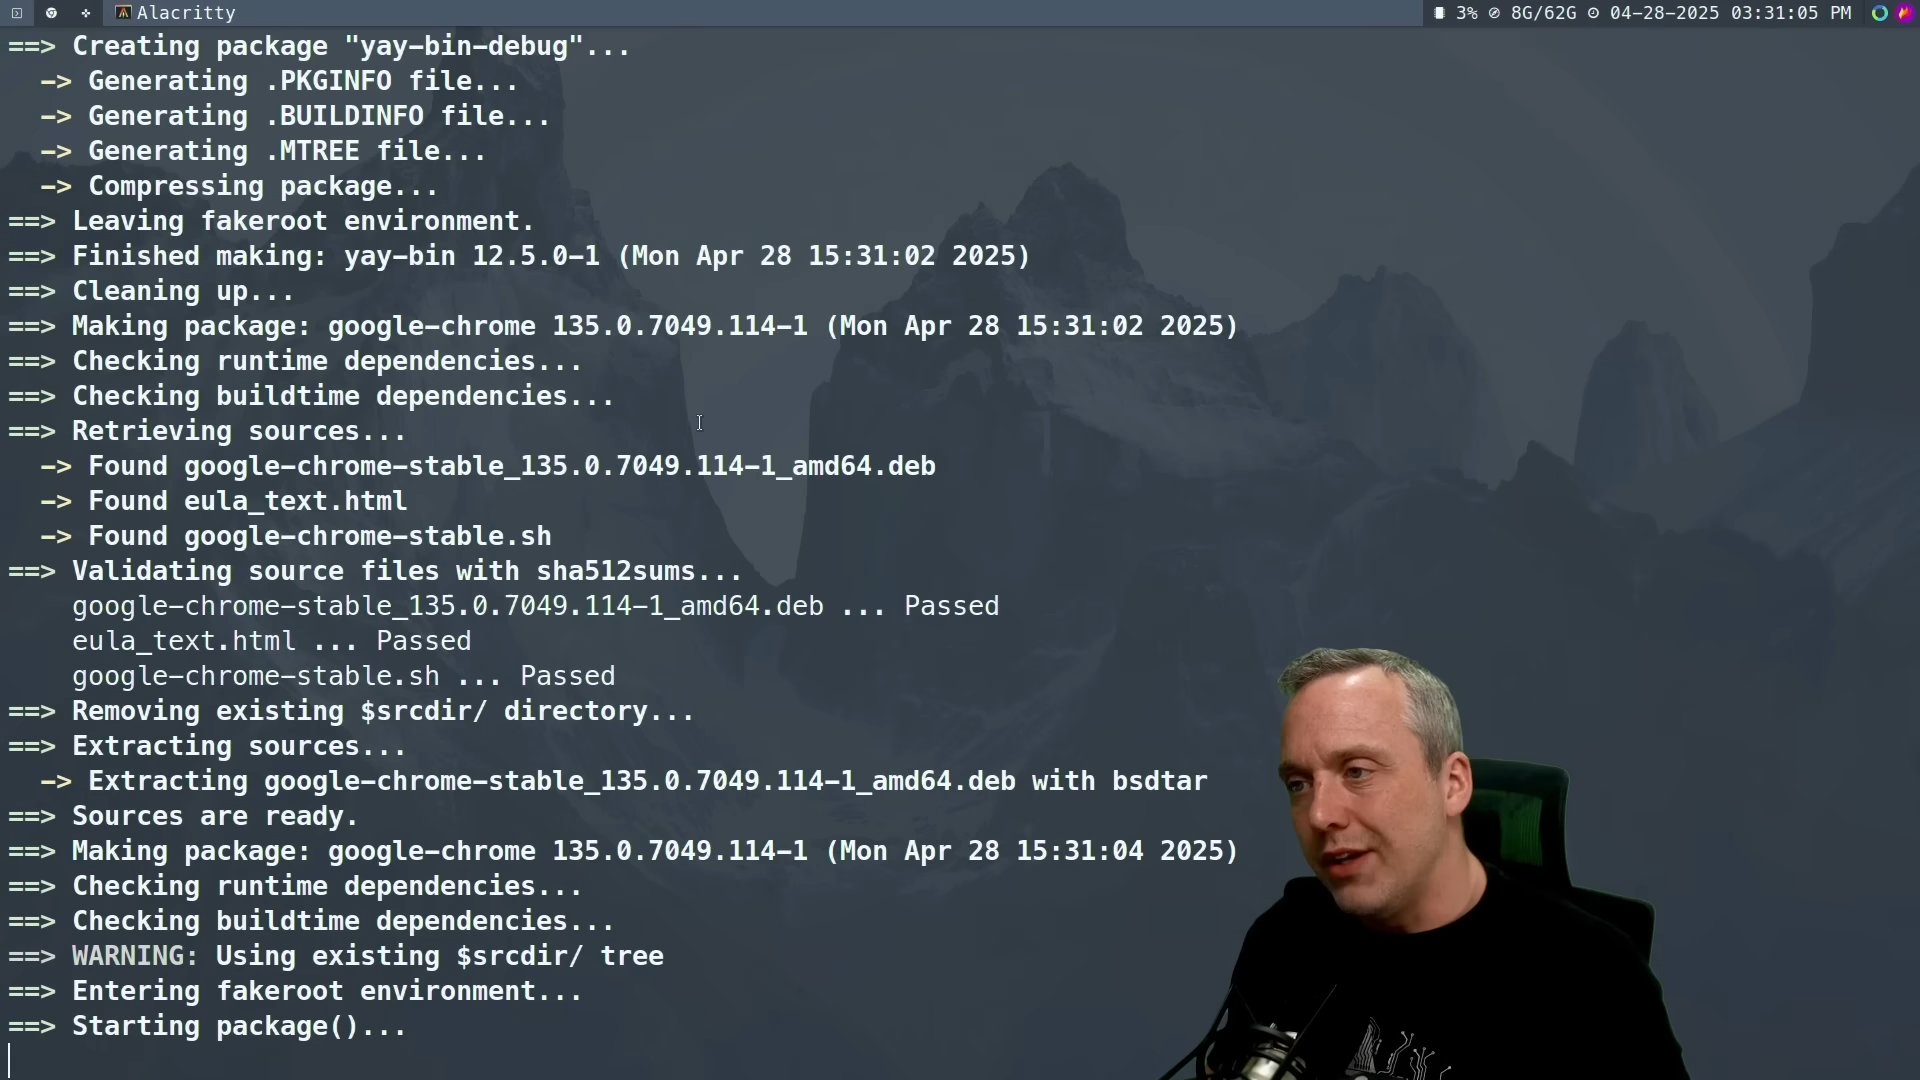 Alacritty
3% 8G/62G 04-28-2025 03:31:05 PM
==> Creating package "yay-bin-debug"...
-> Generating .PKGINFO file...
-> Generating .BUILDINFO file...
-> Generating .MTREE file...
-> Compressing package...
==> Leaving fakeroot environment.
==> Finished making: yay-bin 12.5.0-1 (Mon Apr 28 15:31:02 2025)
==> Cleaning up...
==> Making package: google-chrome 135.0.7049.114-1 (Mon Apr 28 15:31:02 2025)
==> Checking runtime dependencies...
==> Checking buildtime dependencies...
==> Retrieving sources...
-> Found google-chrome-stable_135.0.7049.114-1_amd64.deb
-> Found eula_text.html
-> Found google-chrome-stable.sh
==> Validating source files with sha512sums...
google-chrome-stable_135.0.7049.114-1_amd64.deb ... Passed
eula_text.html ... Passed
google-chrome-stable.sh ... Passed
==> Removing existing $srcdir/ directory...
==> Extracting sources...
-> Extracting google-chrome-stable_135.0.7049.114-1_amd64.deb with bsdtar
==> Sources are ready.
==> Making package: google-chrome 135.0.7049.114-1 (Mon Apr 28 15:31:04 2025)
==> Checking runtime dependencies...
==> Checking buildtime dependencies...
==> WARNING: Using existing $srcdir/ tree
==> Entering fakeroot environment...
==> Starting package()...